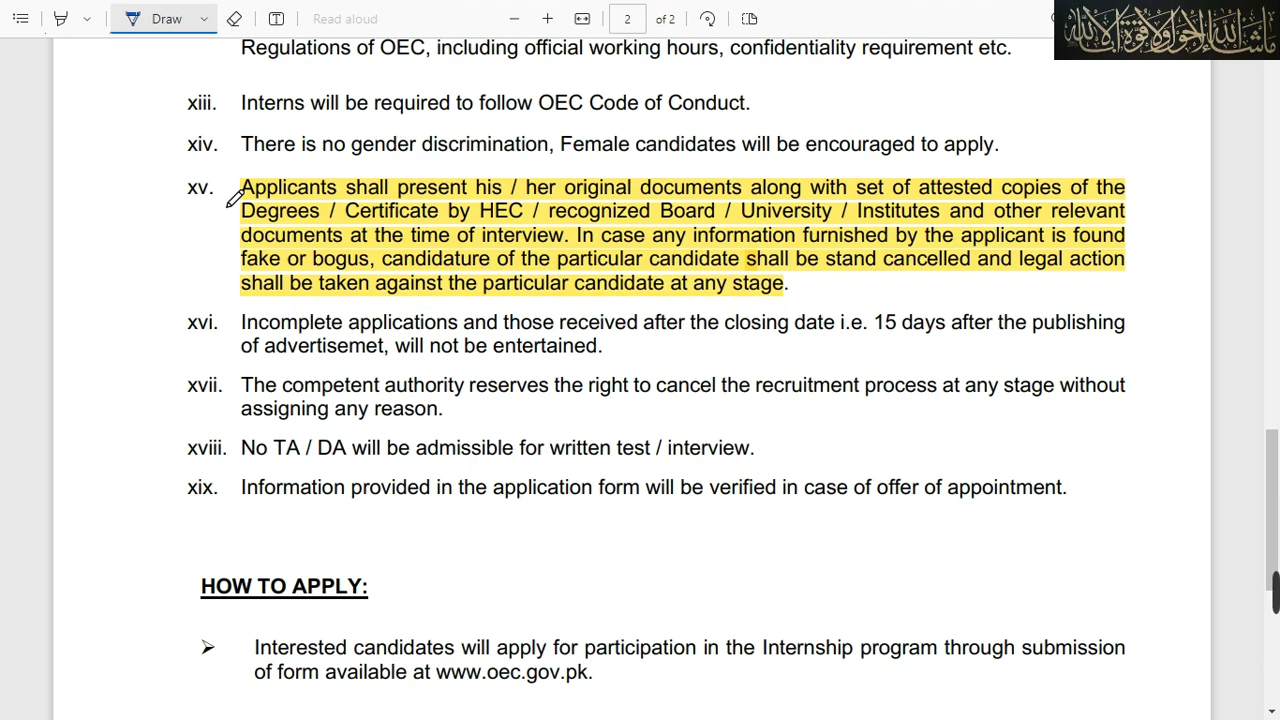 Draw
Read aloud
2 of 2
ماشاء الله لا حول ولا قوة الا بالله
Regulations of OEC, including official working hours, confidentiality requirement etc.
xiii. Interns will be required to follow OEC Code of Conduct.
xiv. There is no gender discrimination, Female candidates will be encouraged to apply.
xv. Applicants shall present his / her original documents along with set of attested copies of the
Degrees / Certificate by HEC / recognized Board / University / Institutes and other relevant
documents at the time of interview. In case any information furnished by the applicant is found
fake or bogus, candidature of the particular candidate shall be stand cancelled and legal action
shall be taken against the particular candidate at any stage.
xvi. Incomplete applications and those received after the closing date i.e. 15 days after the publishing
of advertisemet, will not be entertained.
xvii. The competent authority reserves the right to cancel the recruitment process at any stage without
assigning any reason.
xviii. No TA / DA will be admissible for written test / interview.
xix. Information provided in the application form will be verified in case of offer of appointment.
HOW TO APPLY:
Interested candidates will apply for participation in the Internship program through submission
of form available at www.oec.gov.pk.